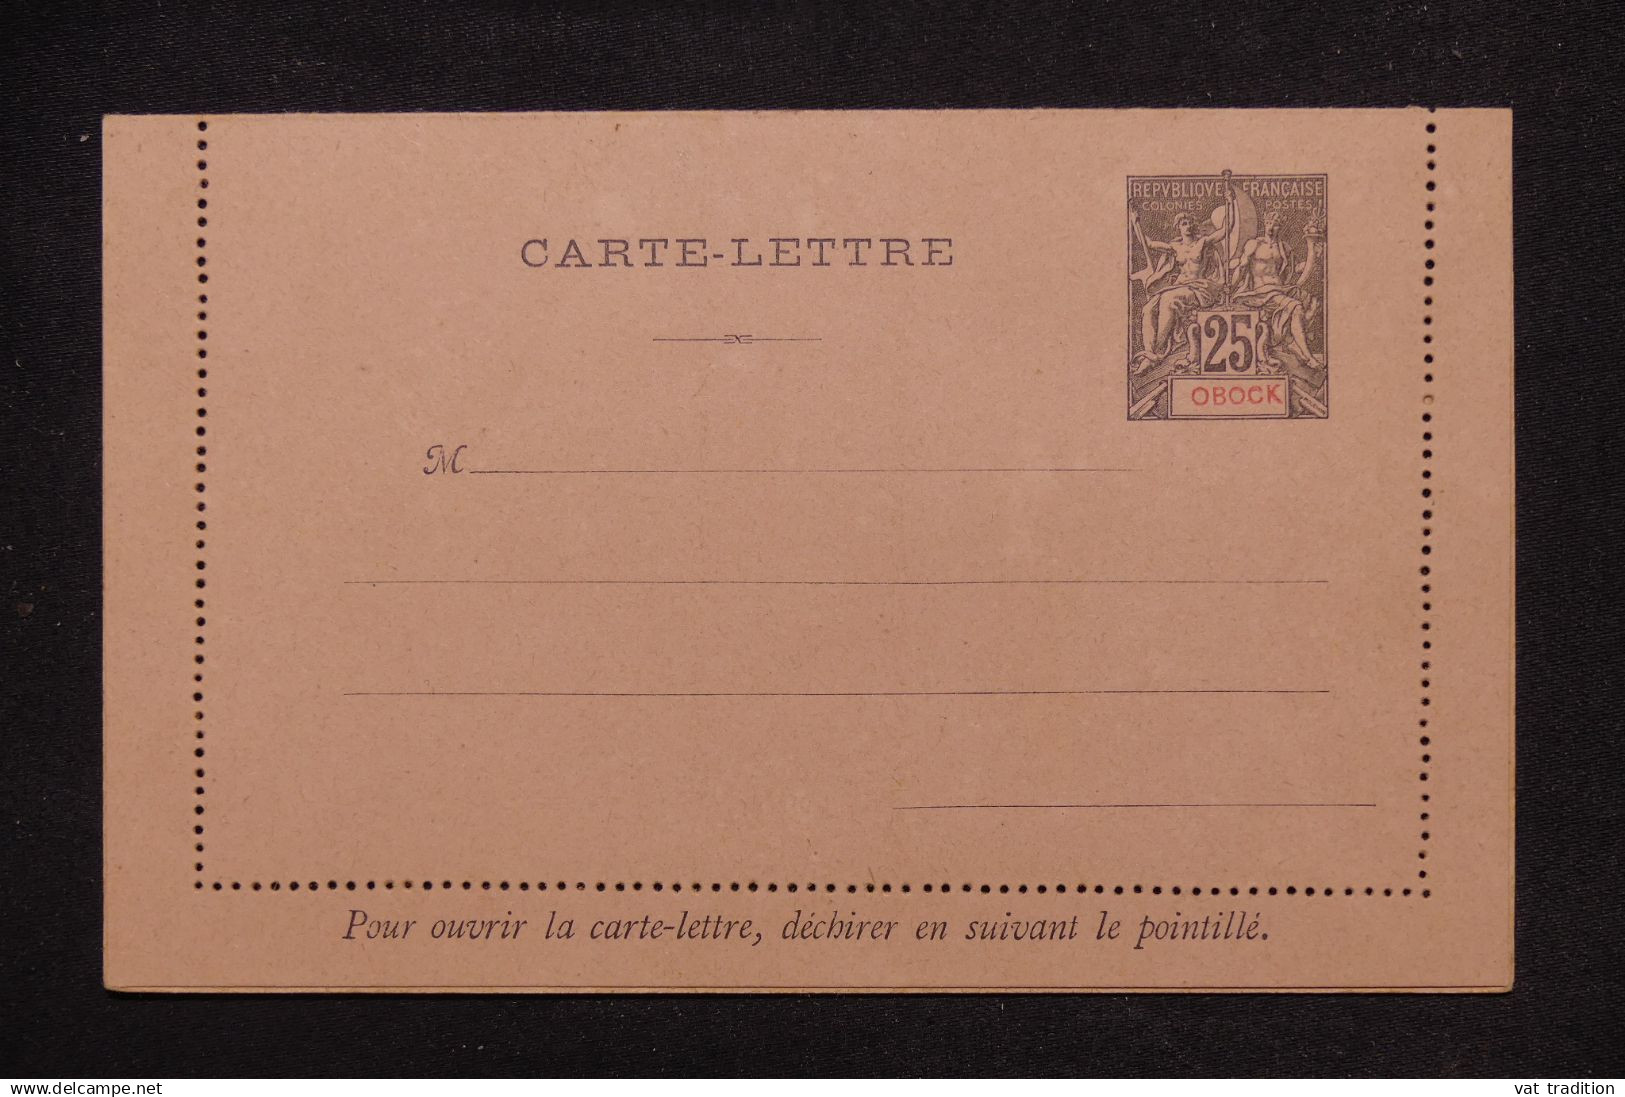 REPVBLIQVE FRANÇAISE
COLONIES POSTES
CARTE-LETTRE
25
OBOCK
M
Pour ouvrir la carte-lettre, déchirer en suivant le pointillé.
www.delcampe.net
vat tradition